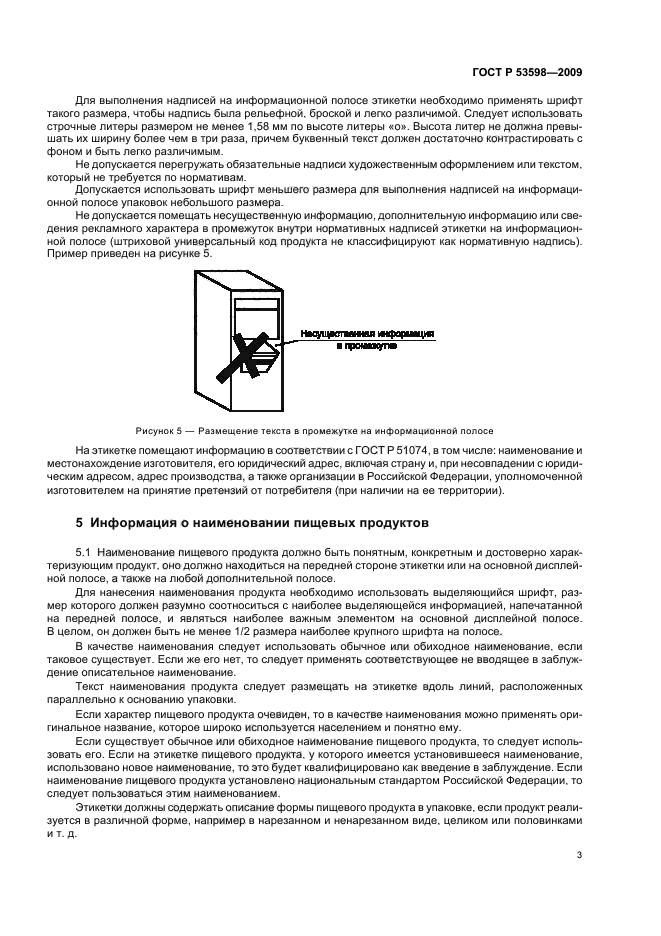 ГОСТ Р 53598—2009
Для выполнения надписей на информационной полосе этикетки необходимо применять шрифт
такого размера, чтобы надпись была рельефной, броской и легко различимой. Следует использовать
строчные литеры размером не менее 1,58 мм по высоте литеры «о». Высота литер не должна превы-
шать их ширину более чем в три раза, причем буквенный текст должен достаточно контрастировать с
фоном и быть легко различимым.
Не допускается перегружать обязательные надписи художественным оформлением или текстом,
который не требуется по нормативам.
Допускается использовать шрифт меньшего размера для выполнения надписей на информаци-
онной полосе упаковок небольшого размера.
Не допускается помещать несущественную информацию, дополнительную информацию или све-
дения рекламного характера в промежуток внутри нормативных надписей этикетки на информацион-
ной полосе (штриховой универсальный код продукта не классифицируют как нормативную надпись).
Пример приведен на рисунке 5.
Несущественная информация
в промежутке
Рисунок 5 — Размещение текста в промежутке на информационной полосе
На этикетке помещают информацию в соответствии с ГОСТ Р 51074, в том числе: наименование и
местонахождение изготовителя, его юридический адрес, включая страну и, при несовпадении с юриди-
ческим адресом, адрес производства, а также организации в Российской Федерации, уполномоченной
изготовителем на принятие претензий от потребителя (при наличии на ее территории).
5 Информация о наименовании пищевых продуктов
5.1 Наименование пищевого продукта должно быть понятным, конкретным и достоверно харак-
теризующим продукт, оно должно находиться на передней стороне этикетки или на основной дисплей-
ной полосе, а также на любой дополнительной полосе.
Для нанесения наименования продукта необходимо использовать выделяющийся шрифт, раз-
мер которого должен разумно соотноситься с наиболее выделяющейся информацией, напечатанной
на передней полосе, и являться наиболее важным элементом на основной дисплейной полосе.
В целом, он должен быть не менее 1/2 размера наиболее крупного шрифта на полосе.
В качестве наименования следует использовать обычное или обиходное наименование, если
таковое существует. Если же его нет, то следует применять соответствующее не вводящее в заблуж-
дение описательное наименование.
Текст наименования продукта следует размещать на этикетке вдоль линий, расположенных
параллельно к основанию упаковки.
Если характер пищевого продукта очевиден, то в качестве наименования можно применять ори-
гинальное название, которое широко используется населением и понятно ему.
Если существует обычное или обиходное наименование пищевого продукта, то следует исполь-
зовать его. Если на этикетке пищевого продукта, у которого имеется установившееся наименование,
использовано новое наименование, то это будет квалифицировано как введение в заблуждение. Если
наименование пищевого продукта установлено национальным стандартом Российской Федерации, то
следует пользоваться этим наименованием.
Этикетки должны содержать описание формы пищевого продукта в упаковке, если продукт реали-
зуется в различной форме, например в нарезанном и ненарезанном виде, целиком или половинками
и т. д.
3